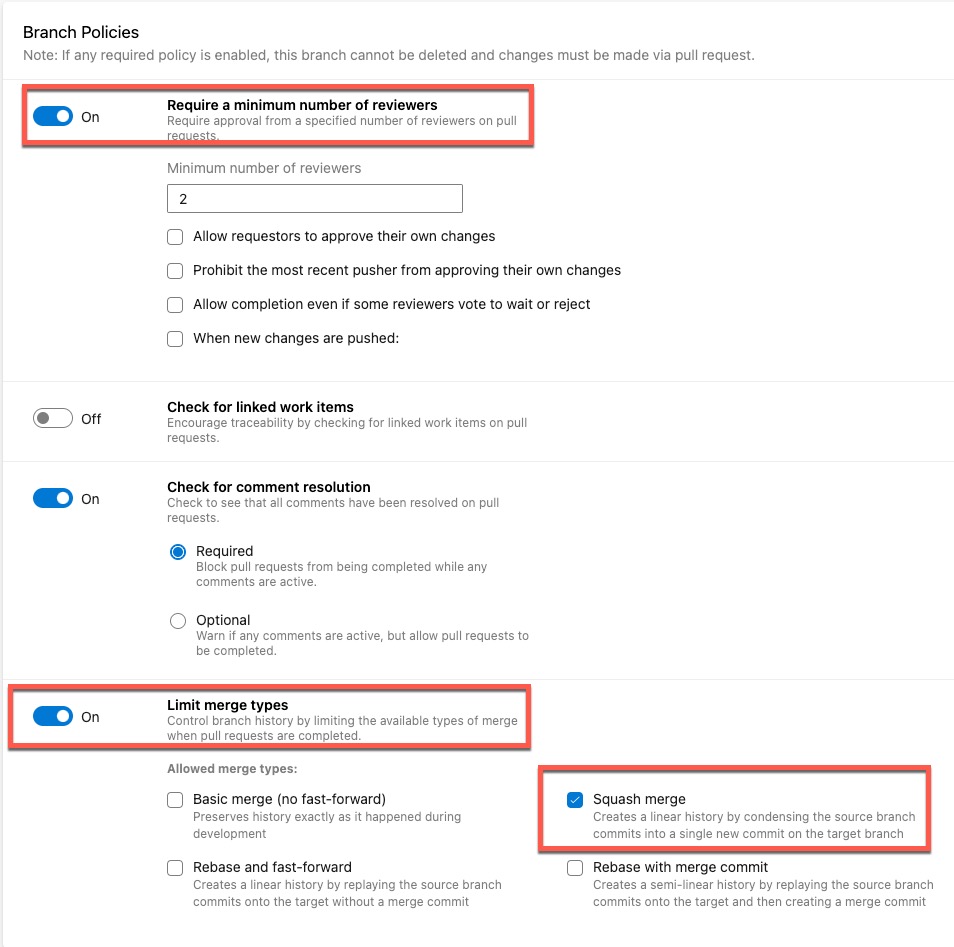 Branch Policies
Note: If any required policy is enabled, this branch cannot be deleted and changes must be made via pull request.
On
Require a minimum number of reviewers
Require approval from a specified number of reviewers on pull
requests.
Minimum number of reviewers
2
Allow requestors to approve their own changes
Prohibit the most recent pusher from approving their own changes
Allow completion even if some reviewers vote to wait or reject
When new changes are pushed:
Off
Check for linked work items
Encourage traceability by checking for linked work items on pull
requests.
On
Check for comment resolution
Check to see that all comments have been resolved on pull
requests.
Required
Block pull requests from being completed while any
comments are active.
Optional
Warn if any comments are active, but allow pull requests to
be completed.
On
Limit merge types
Control branch history by limiting the available types of merge
when pull requests are completed.
Allowed merge types:
Basic merge (no fast-forward)
Preserves history exactly as it happened during
development
Squash merge
Creates a linear history by condensing the source branch
commits into a single new commit on the target branch
Rebase and fast-forward
Creates a linear history by replaying the source branch
commits onto the target without a merge commit
Rebase with merge commit
Creates a semi-linear history by replaying the source branch
commits onto the target and then creating a merge commit